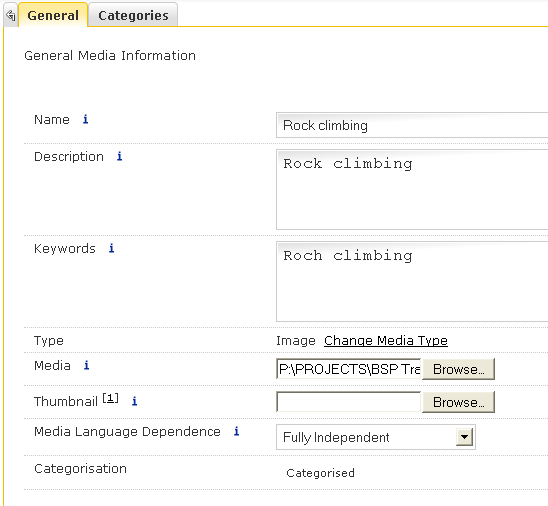 General Categories
General Media Information
Name i Rock climbing
Description i Rock climbing
Keywords i Roch climbing
Type Image Change Media Type
Media i P:\PROJECTS\BSP Tre Browse...
Thumbnail [1] i Browse...
Media Language Dependence i Fully Independent
Categorisation Categorised